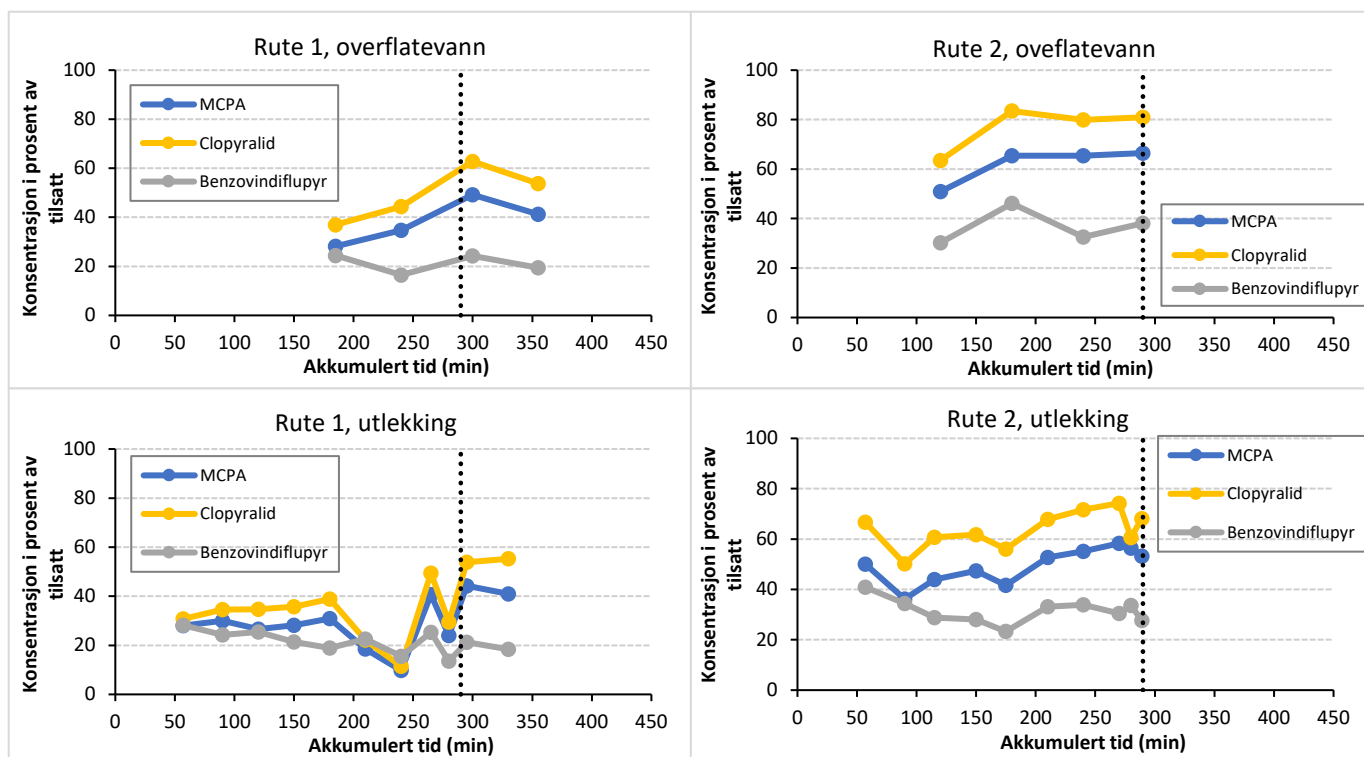 Rute 1, overflatevann
100
80
60
40
20
0
0 50 100 150 200 250 300 350 400 450
Konsentrasjon i prosent av
tilsatt
Akkumulert tid (min)
MCPA
Clopyralid
Benzovindiflupyr
Rute 2, oveflatevann
100
80
60
40
20
0
0 50 100 150 200 250 300 350 400 450
Konsentrasjon i prosent av
tilsatt
Akkumulert tid (min)
MCPA
Clopyralid
Benzovindiflupyr
Rute 1, utlekking
100
80
60
40
20
0
0 50 100 150 200 250 300 350 400 450
Konsentrasjon i prosent av
tilsatt
Akkumulert tid (min)
MCPA
Clopyralid
Benzovindiflupyr
Rute 2, utlekking
100
80
60
40
20
0
0 50 100 150 200 250 300 350 400 450
Konsentrasjon i prosent av
tilsatt
Akkumulert tid (min)
MCPA
Clopyralid
Benzovindiflupyr